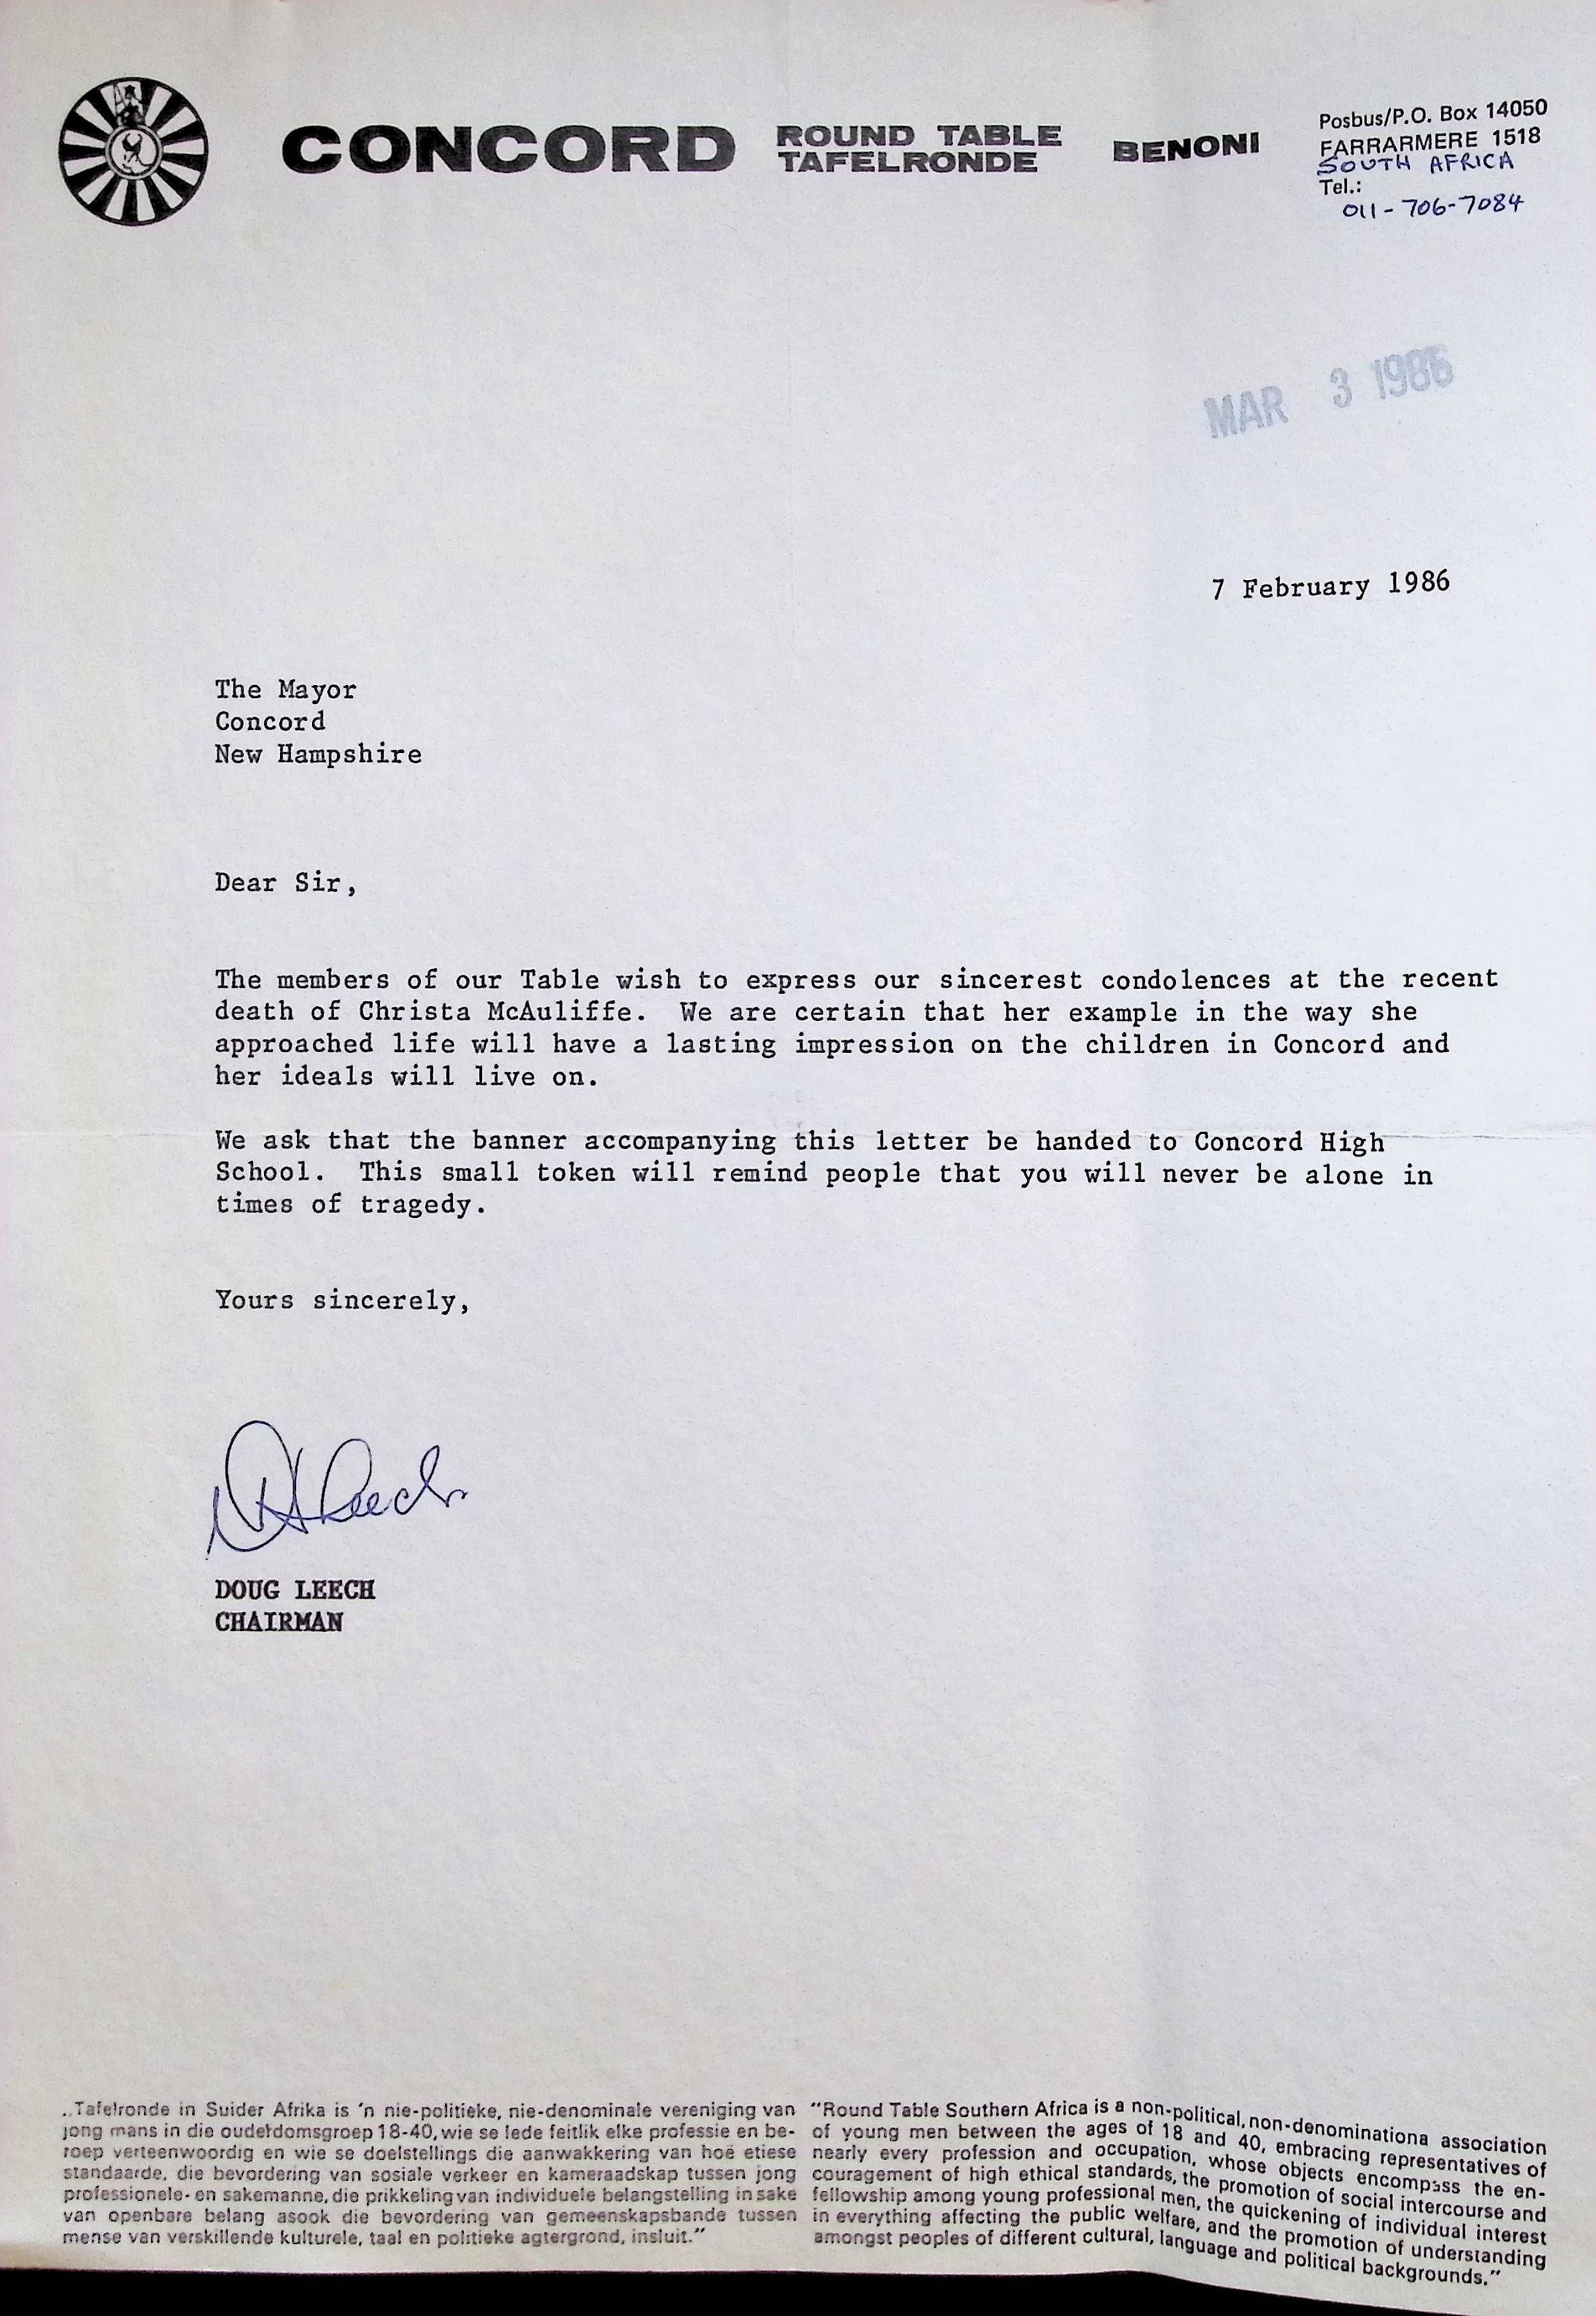 CONCORD ROUND TABLE TAFELRONDE BENONI
Posbus/P.O. Box 14050
FARRARMERE 1518
SOUTH AFRICA
Tel.:
011-706-7084
MAR 3 1986
7 February 1986
The Mayor
Concord
New Hampshire
Dear Sir,
The members of our Table wish to express our sincerest condolences at the recent
death of Christa McAuliffe. We are certain that her example in the way she
approached life will have a lasting impression on the children in Concord and
her ideals will live on.
We ask that the banner accompanying this letter be handed to Concord High
School. This small token will remind people that you will never be alone in
times of tragedy.
Yours sincerely,
DH Leech
DOUG LEECH
CHAIRMAN
„Tafelronde in Suider Afrika is 'n nie-politieke, nie-denominale vereniging van
jong mans in die ouderdomsgroep 18-40, wie se lede feitlik elke professie en be-
roep verteenwoordig en wie se doelstellings die aanwakkering van hoë etiese
standaarde, die bevordering van sosiale verkeer en kameraadskap tussen jong
professionele- en sakemanne, die prikkeling van individuele belangstelling in sake
van openbare belang asook die bevordering van gemeenskapsbande tussen
mense van verskillende kulturele, taal en politieke agtergrond, insluit.”
"Round Table Southern Africa is a non-political, non-denominationa association
of young men between the ages of 18 and 40, embracing representatives of
nearly every profession and occupation, whose objects encompass the en-
couragement of high ethical standards, the promotion of social intercourse and
fellowship among young professional men, the quickening of individual interest
in everything affecting the public welfare, and the promotion of understanding
amongst peoples of different cultural, language and political backgrounds."